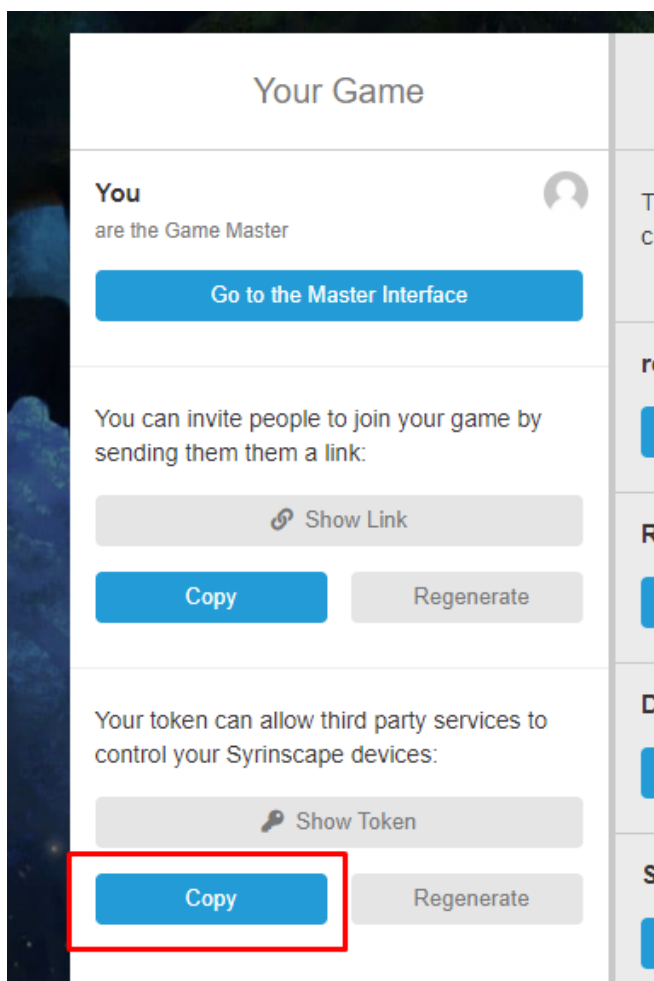 Your Game
You
are the Game Master
Go to the Master Interface
You can invite people to join your game by
sending them them a link:
Show Link
Copy
Regenerate
Your token can allow third party services to
control your Syrinscape devices:
Show Token
Copy
Regenerate